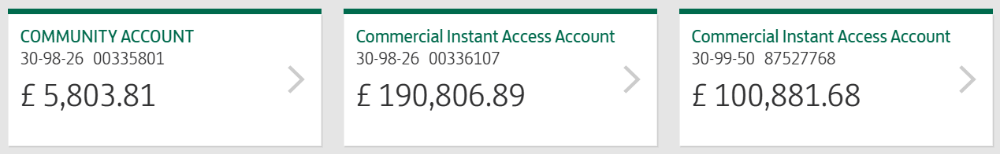 COMMUNITY ACCOUNT
30-98-26 00335801
£ 5,803.81
Commercial Instant Access Account
30-98-26 00336107
£ 190,806.89
Commercial Instant Access Account
30-99-50 87527768
£ 100,881.68